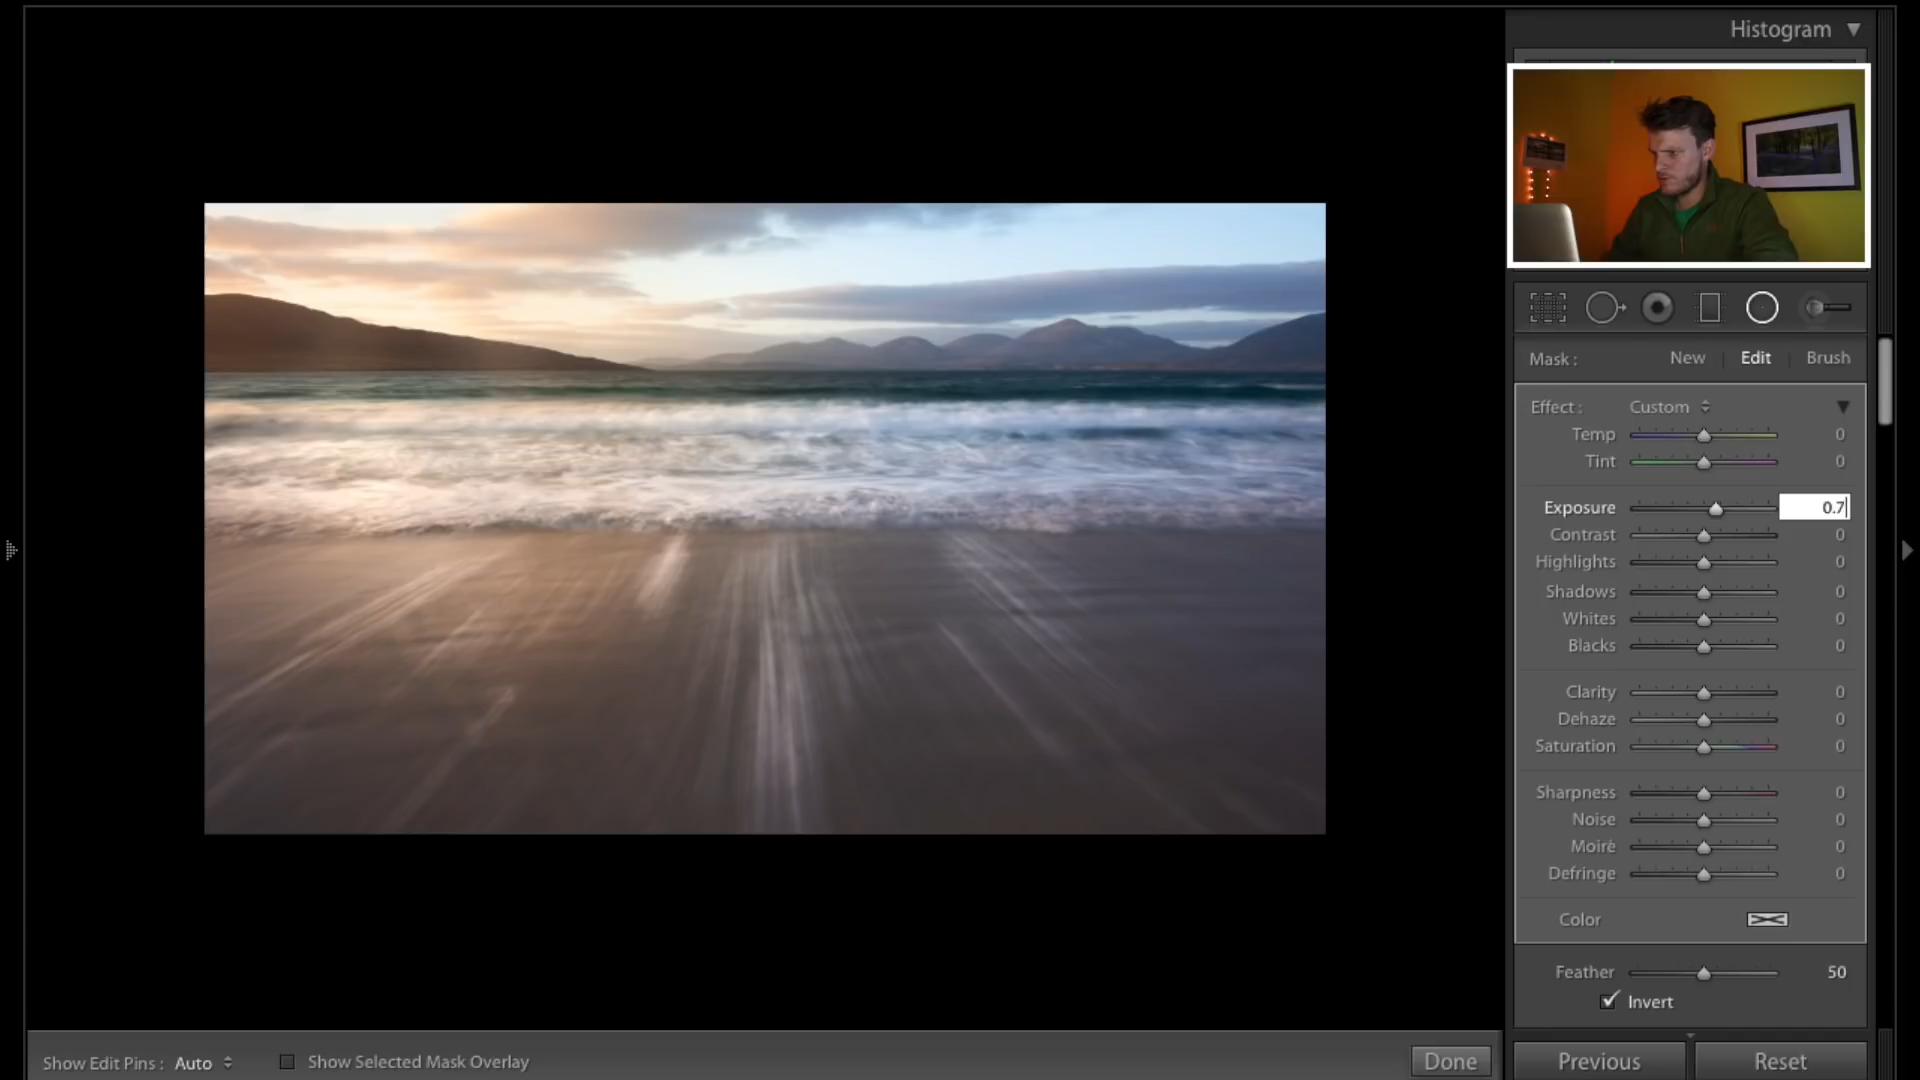 Histogram
Mask : New Edit Brush
Effect : Custom
Temp 0
Tint 0
Exposure 0.7
Contrast 0
Highlights 0
Shadows 0
Whites 0
Blacks 0
Clarity 0
Dehaze 0
Saturation 0
Sharpness 0
Noise 0
Moiré 0
Defringe 0
Color
Feather 50
Invert
Show Edit Pins : Auto Show Selected Mask Overlay Done Previous Reset